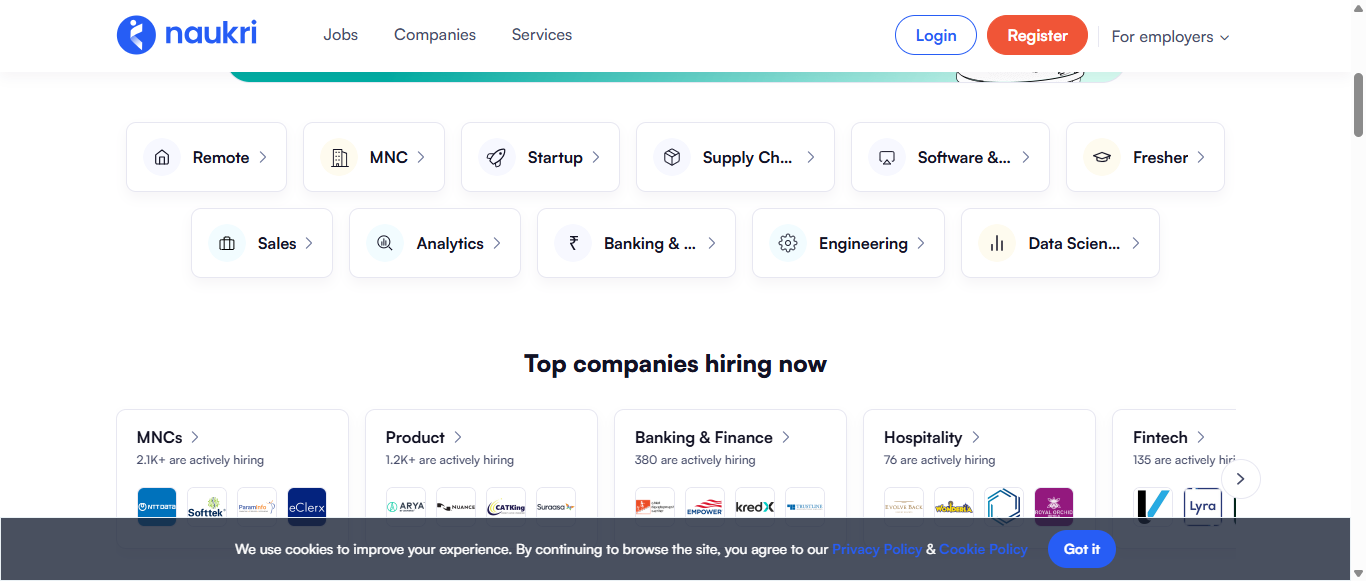 naukri Jobs Companies Services Login Register For employers
Remote MNC Startup Supply Ch... Software &... Fresher
Sales Analytics ₹ Banking & ... Engineering Data Scien...
Top companies hiring now
MNCs Product Banking & Finance Hospitality Fintech
2.1K+ are actively hiring 1.2K+ are actively hiring 380 are actively hiring 76 are actively hiring 135 are actively hiri
NTT DATA Softtek ParamInfo eClerx ARYA NUANCE CATKing Suraasa EMPOWER kredX TRUSTLINE EVOLVE BACK WONDERLA ROYAL ORCHID Lyra
We use cookies to improve your experience. By continuing to browse the site, you agree to our Privacy Policy & Cookie Policy Got it